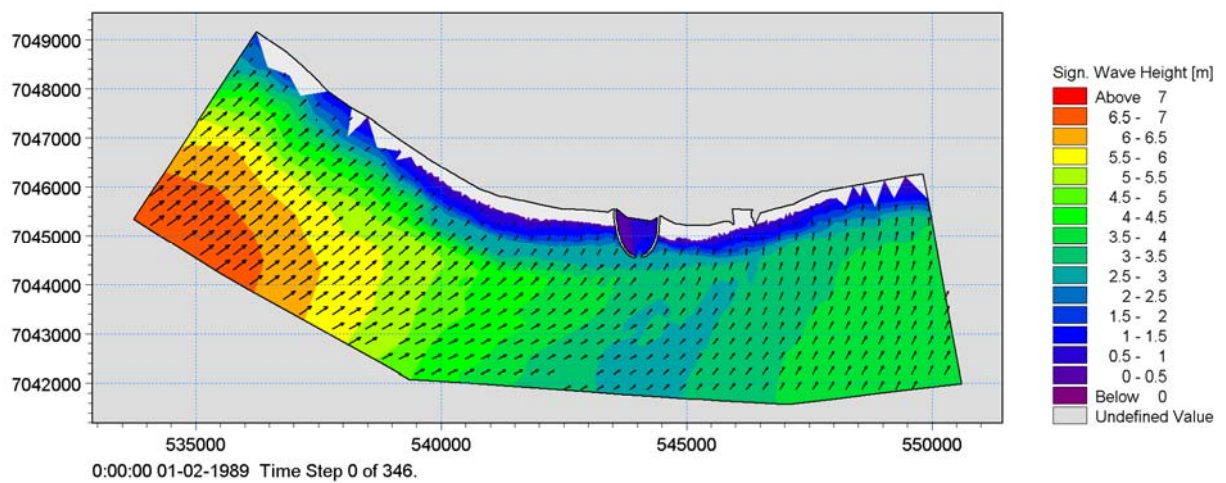 7049000
7048000
7047000
7046000
7045000
7044000
7043000
7042000
535000 540000 545000 550000
0:00:00 01-02-1989 Time Step 0 of 346.
Sign. Wave Height [m]
Above 7
6.5 - 7
6 - 6.5
5.5 - 6
5 - 5.5
4.5 - 5
4 - 4.5
3.5 - 4
3 - 3.5
2.5 - 3
2 - 2.5
1.5 - 2
1 - 1.5
0.5 - 1
0 - 0.5
Below 0
Undefined Value